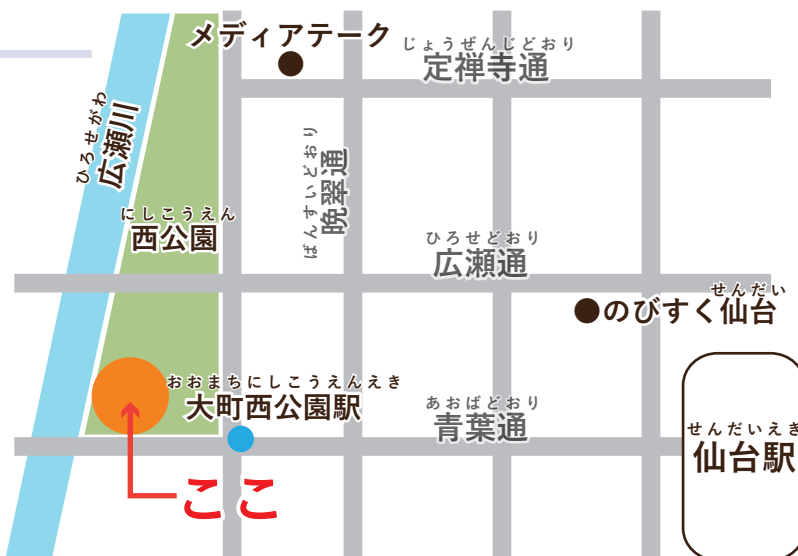 メディアテーク
じょうぜんじどおり
定禅寺通
ひろせがわ
広瀬川
ばんすいどおり
晩翠通
にしこうえん
西公園
ひろせどおり
広瀬通
せんだい
のびすく仙台
おおまちにしこうえんえき
大町西公園駅
あおばどおり
青葉通
せんだいえき
仙台駅
ここ